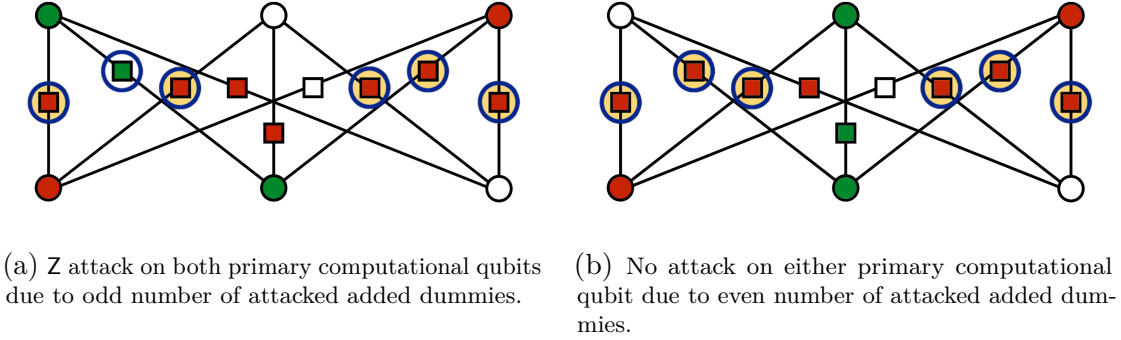 (a) Z attack on both primary computational qubits
due to odd number of attacked added dummies.
(b) No attack on either primary computational
qubit due to even number of attacked added dum-
mies.